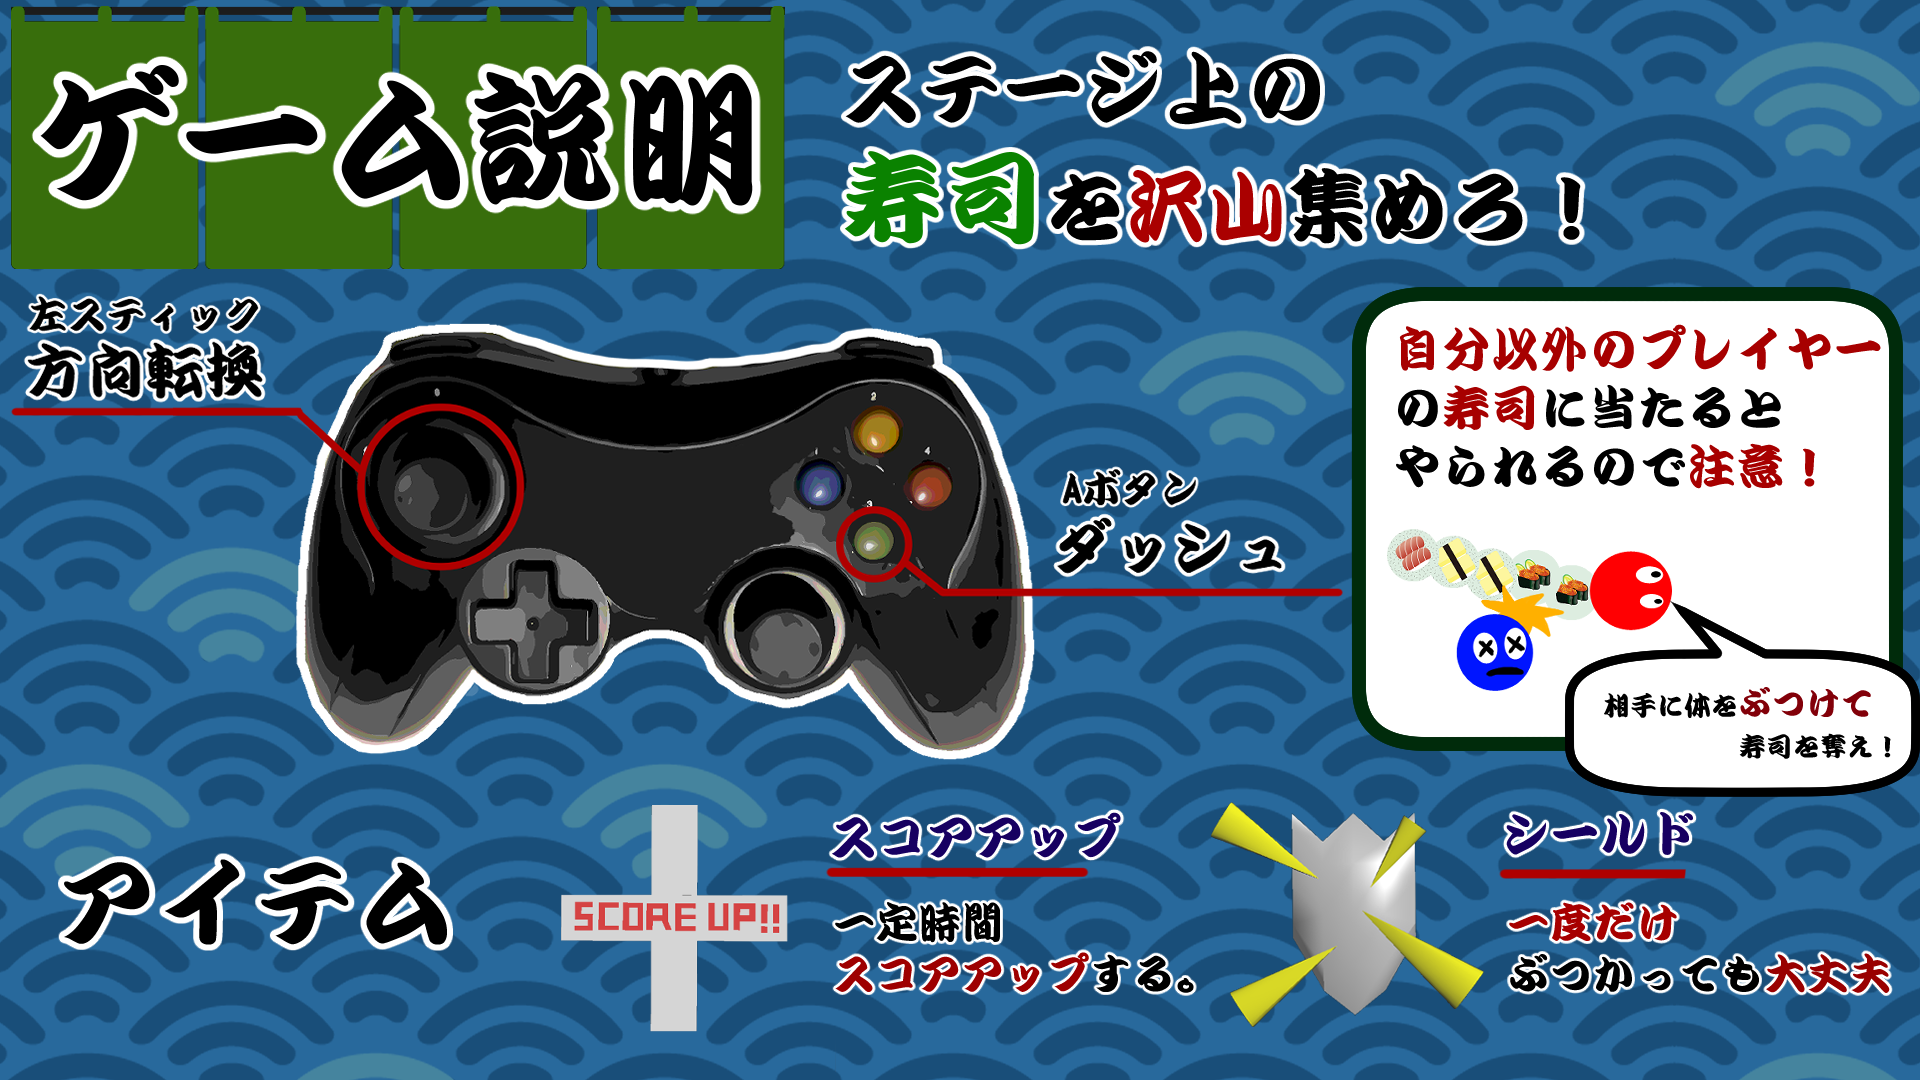 ゲーム説明
ステージ上の
寿司を沢山集めろ！
左スティック
方向転換
Aボタン
ダッシュ
2
1
4
3
自分以外のプレイヤー
の寿司に当たると
やられるので注意！
相手に体をぶつけて
寿司を奪え！
アイテム
SCORE UP!!
スコアアップ
一定時間
スコアアップする。
シールド
一度だけ
ぶつかっても大丈夫